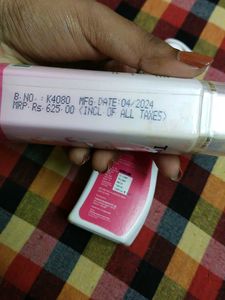 B.NO.: K4080 MFG.DATE:04/2024
MRP.Rs.625.00 <INCL OF ALL TAXES>